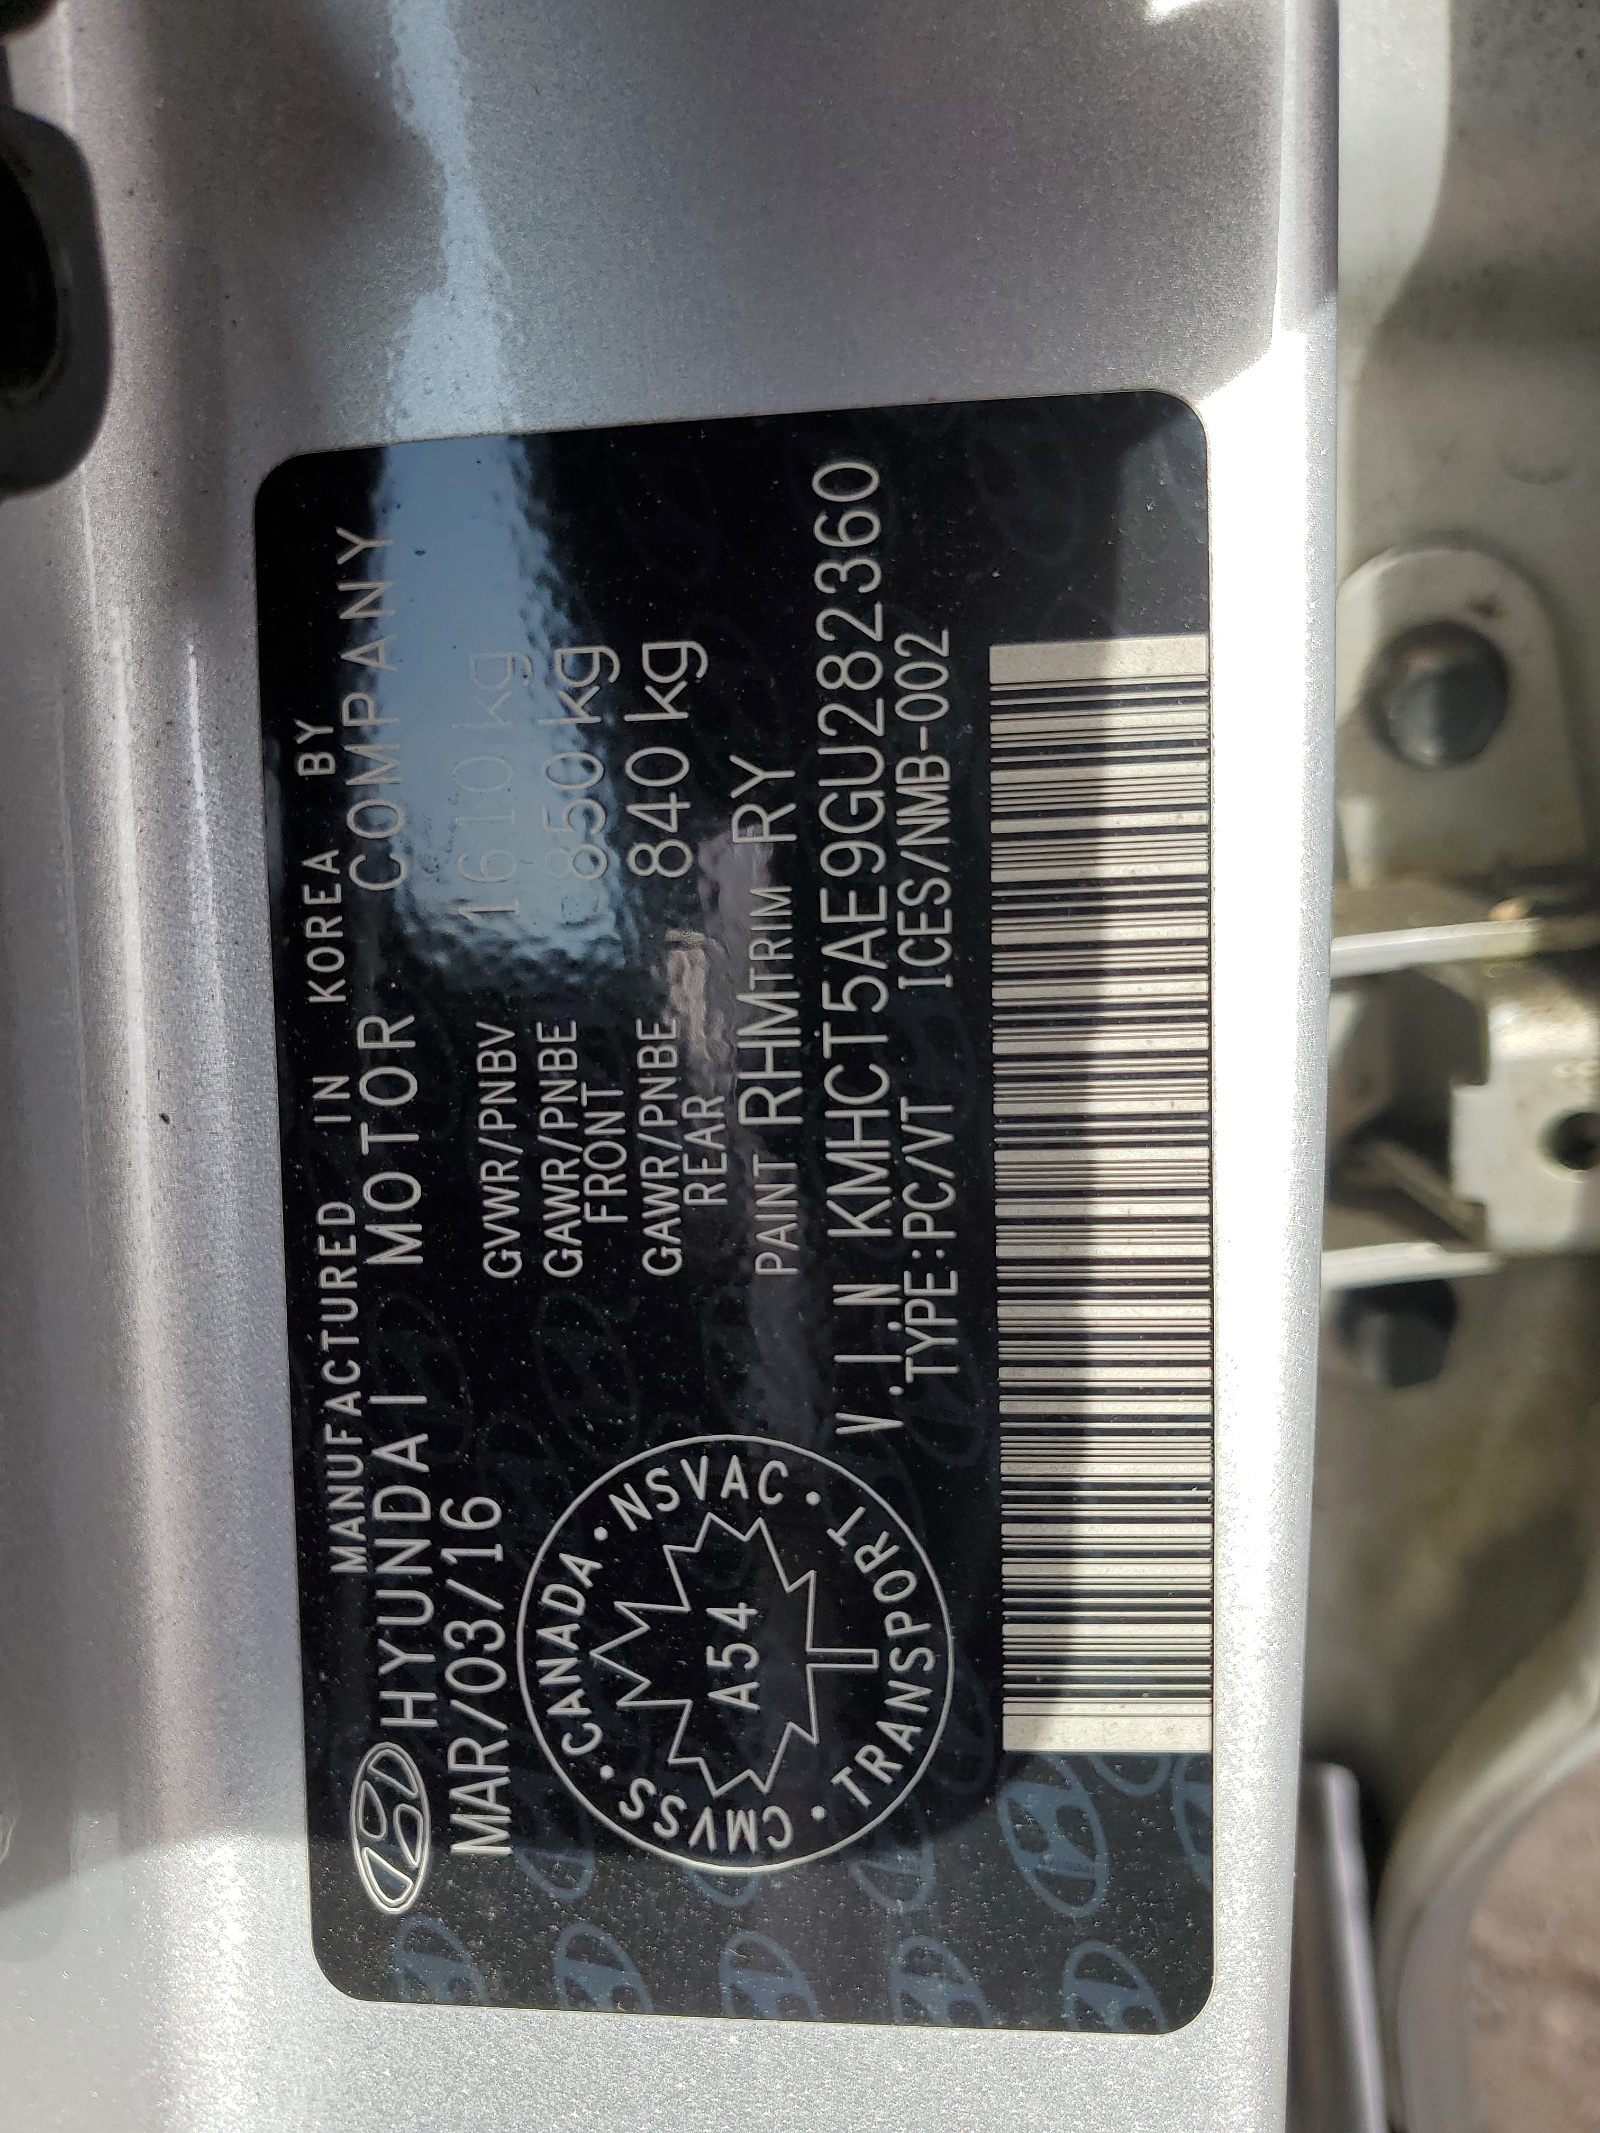 MANUFACTURED IN KOREA BY
HYUNDAI MOTOR COMPANY
MAR/03/16
GVWR/PNBV 1610 kg
GAWR/PNBE 850 kg
FRONT
GAWR/PNBE 840 kg
REAR
PAINT RHM TRIM RY
V.I.N KMHCT5AE9GU282360
TYPE:PC/VT ICES/NMB-002
· CANADA · NSVAC · TRANSPORT · CMVSS
A54